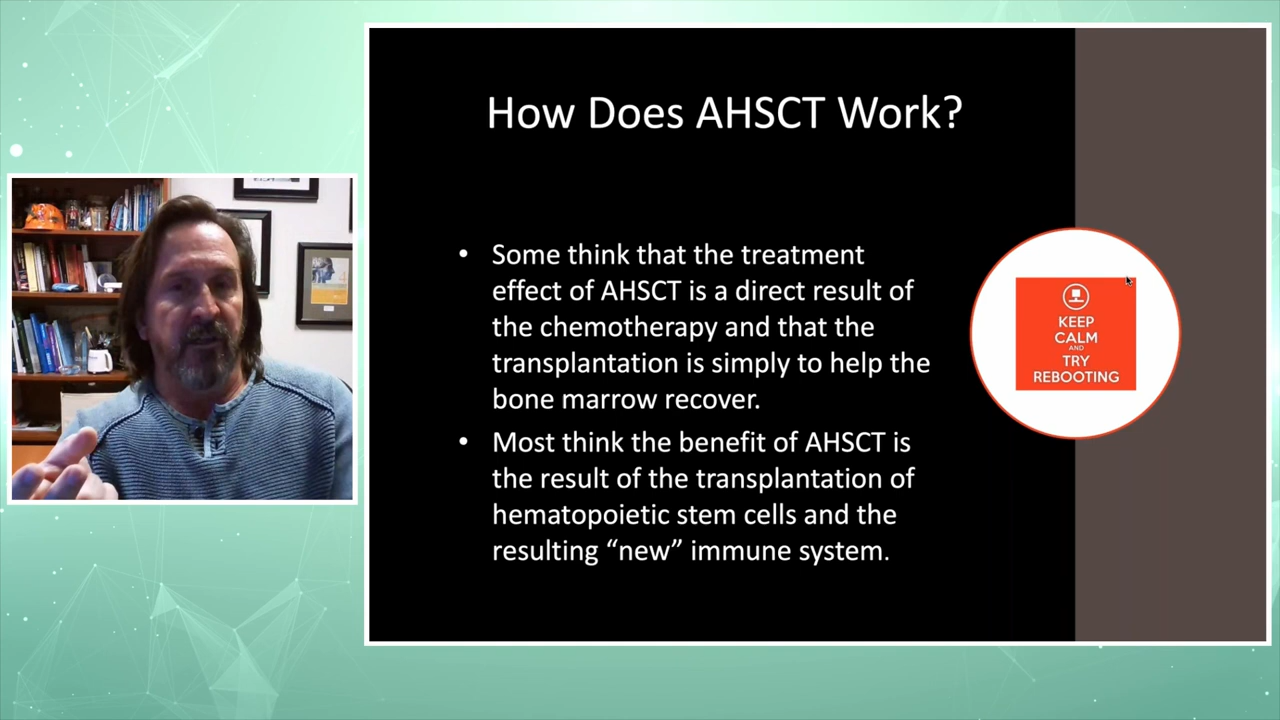 How Does AHSCT Work?
• Some think that the treatment
effect of AHSCT is a direct result of
the chemotherapy and that the
transplantation is simply to help the
bone marrow recover.
• Most think the benefit of AHSCT is
the result of the transplantation of
hematopoietic stem cells and the
resulting “new” immune system.
KEEP
CALM
AND
TRY
REBOOTING